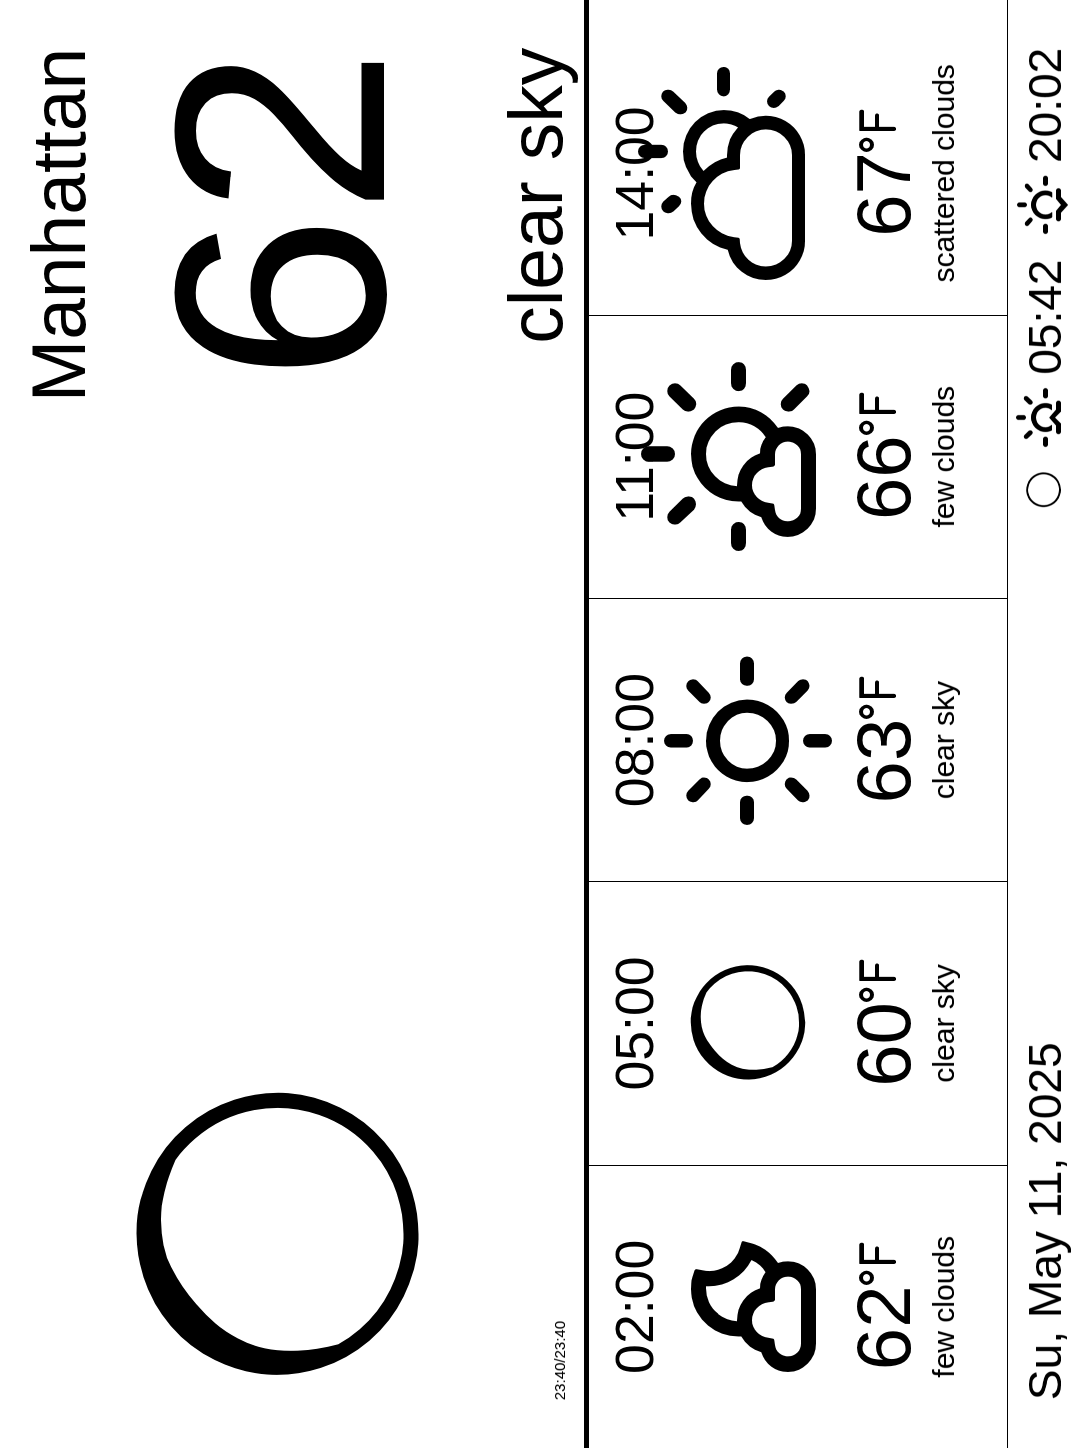 Manhattan
62
clear sky
23:40/23:40
02:00 05:00 08:00 11:00 14:00
62°F 60°F 63°F 66°F 67°F
few clouds clear sky clear sky few clouds scattered clouds
Su, May 11, 2025 05:42 20:02